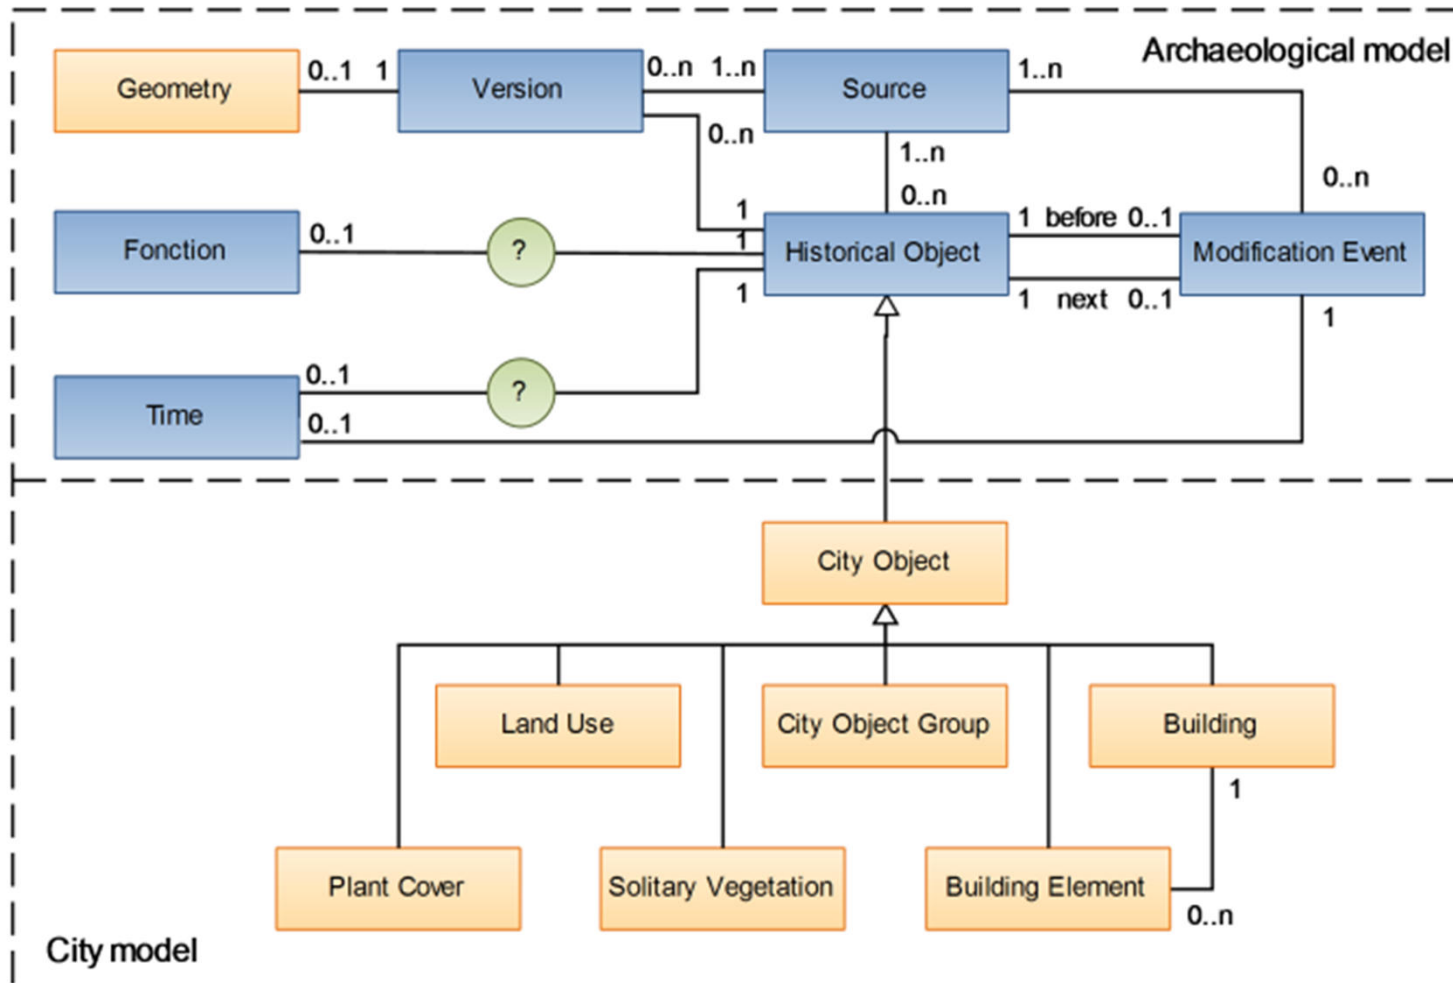 Archaeological model
Geometry
0..1
1
Version
0..n
1..n
Source
1..n
0..n
1..n
0..n
0..n
Fonction
0..1
?
1
1
1
Historical Object
1 before 0..1
1 next 0..1
Modification Event
1
Time
0..1
?
0..1
City Object
Land Use
City Object Group
Building
1
Plant Cover
Solitary Vegetation
Building Element
0..n
City model